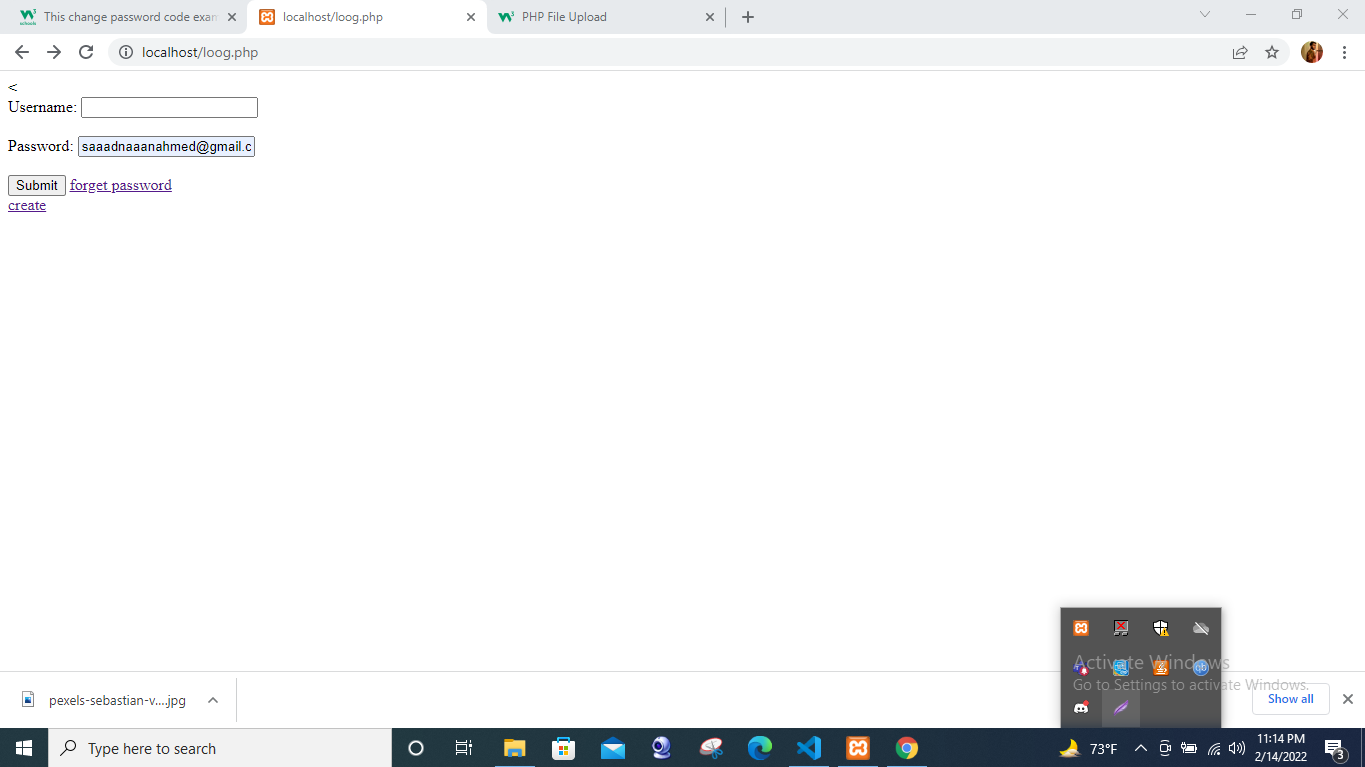 This change password code exam
localhost/loog.php
PHP File Upload
localhost/loog.php
<
Username:
Password: saaadnaaanahmed@gmail.c
Submit forget password
create
Activate Windows
Go to Settings to activate Windows.
pexels-sebastian-v....jpg
Show all
Type here to search
73°F
11:14 PM
2/14/2022
3